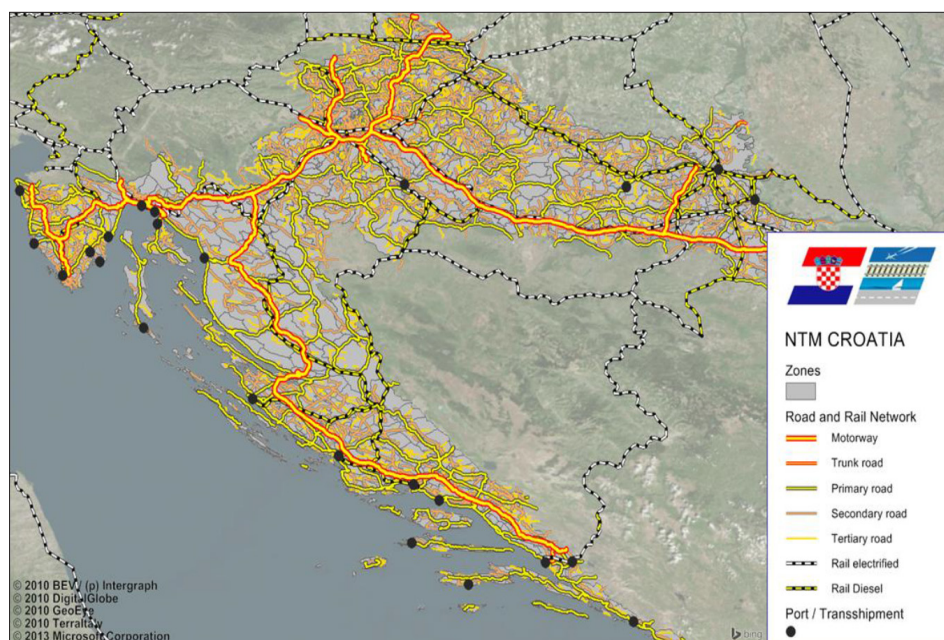 NTM CROATIA
Zones
Road and Rail Network
Motorway
Trunk road
Primary road
Secondary road
Tertiary road
Rail electrified
Rail Diesel
Port / Transshipment
© 2010 BEV / (p) Intergraph
© 2010 DigitalGlobe
© 2010 GeoEye
© 2010
© 2013 Microsoft Corporation
bing